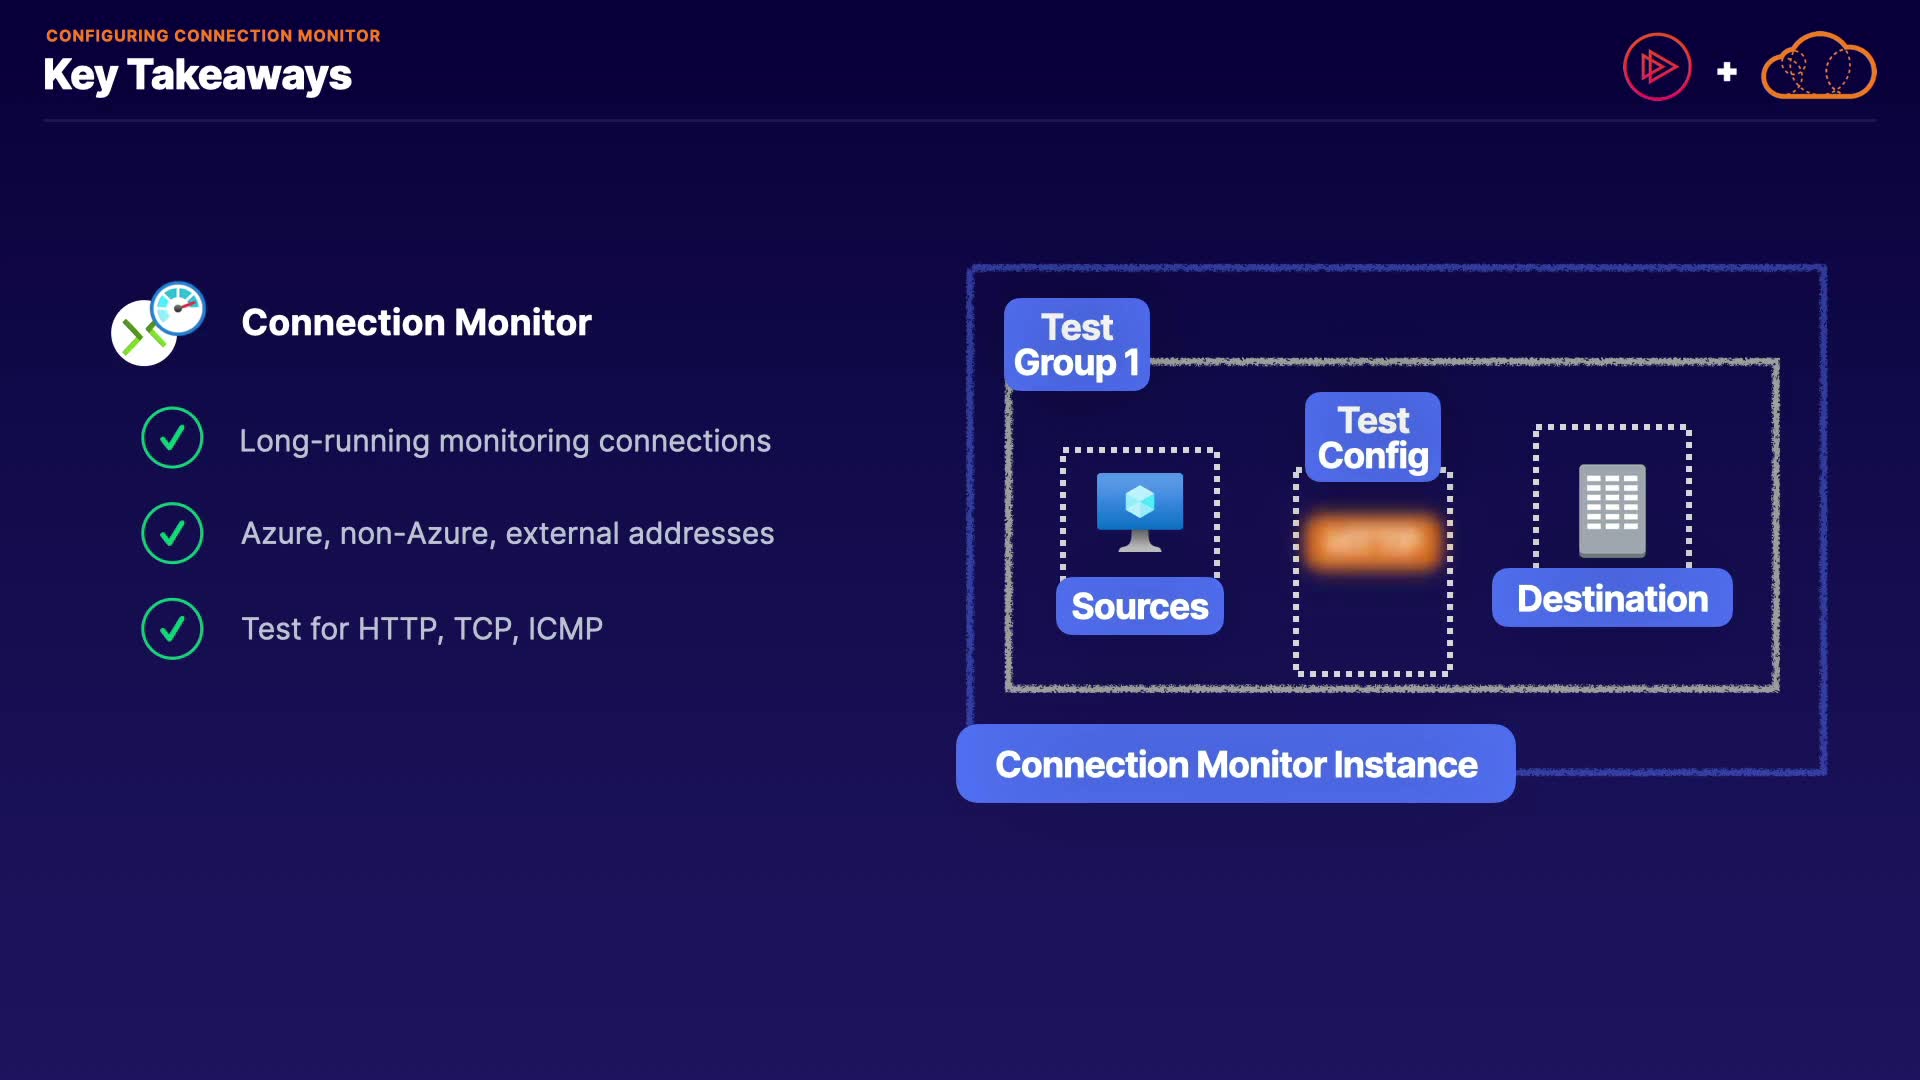 CONFIGURING CONNECTION MONITOR
Key Takeaways
Connection Monitor
Long-running monitoring connections
Azure, non-Azure, external addresses
Test for HTTP, TCP, ICMP
Test
Group 1
Test
Config
Sources
Destination
Connection Monitor Instance